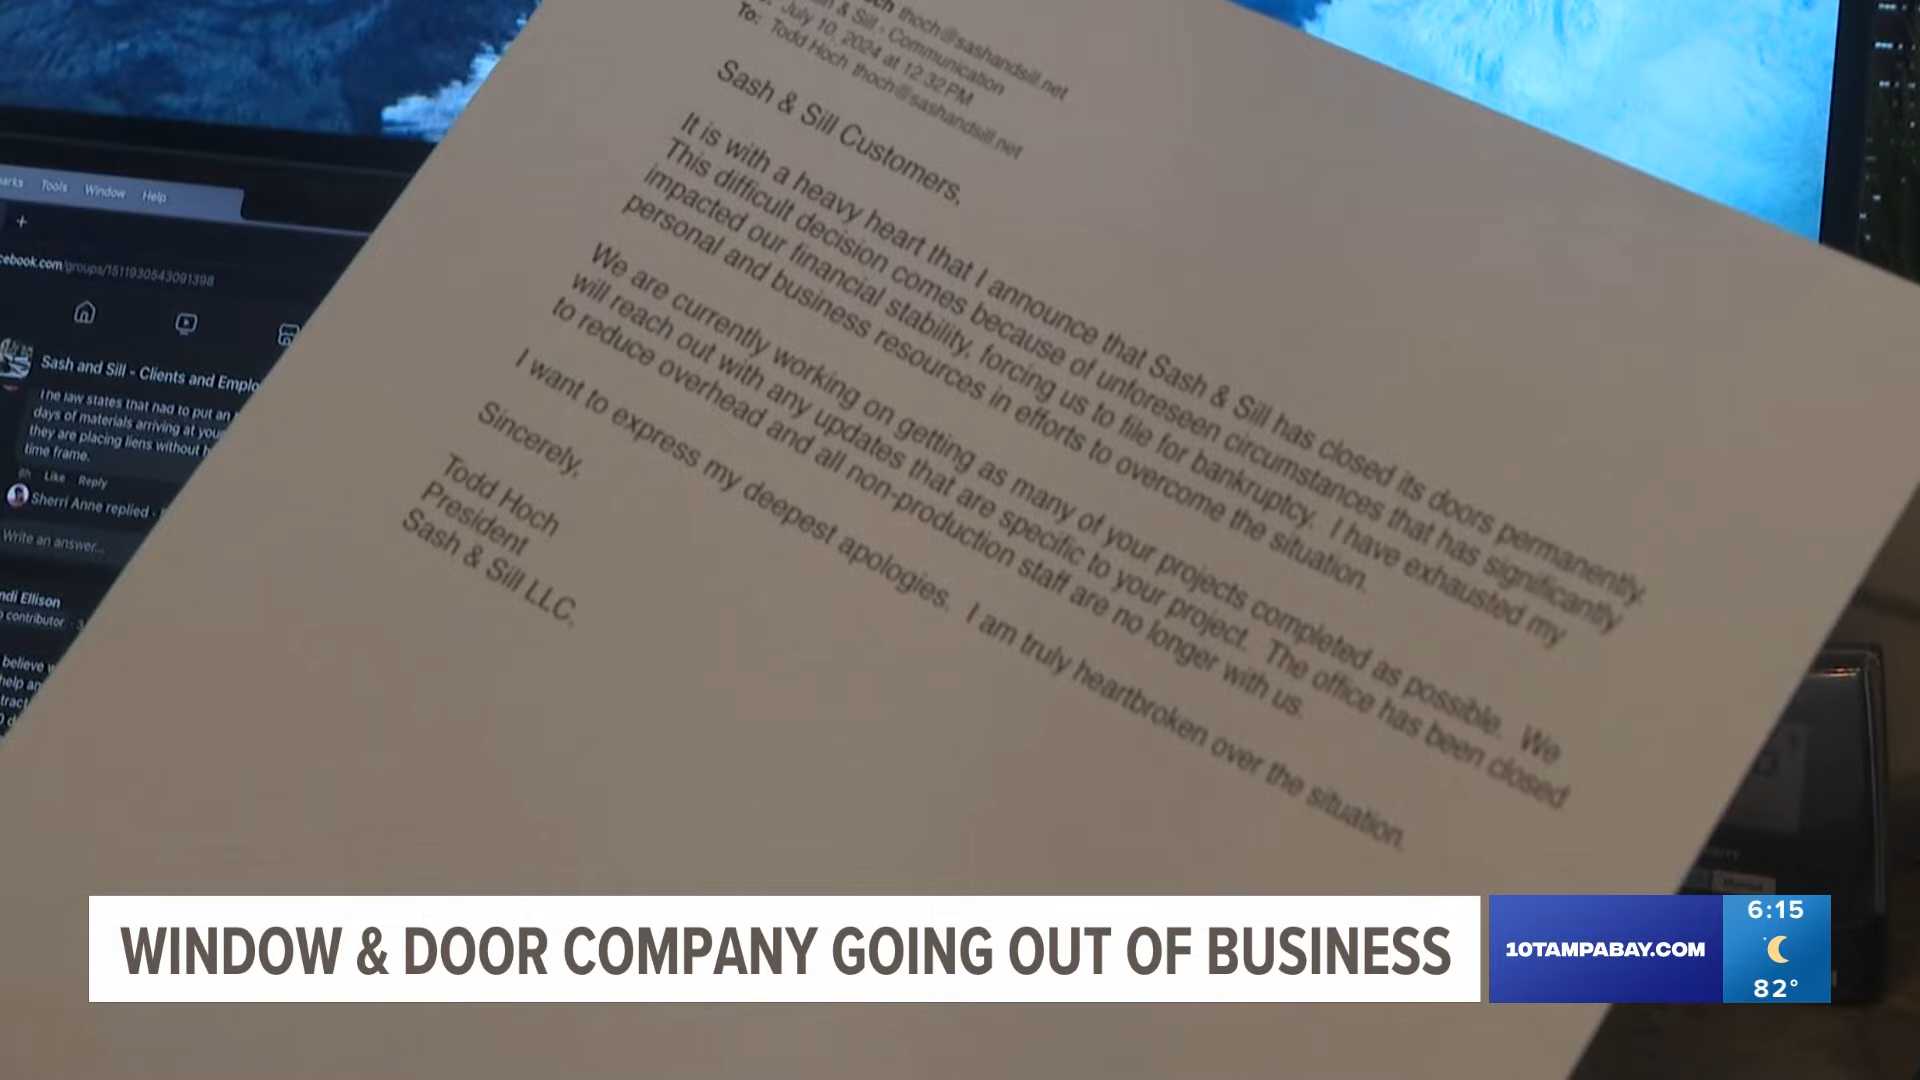 thoch@sashandsill.net
& Sill - Communication
July 10, 2024 at 12:32 PM
To: Todd Hoch thoch@sashandsill.net
Sash & Sill Customers,
It is with a heavy heart that I announce that Sash & Sill has closed its doors permanently.
This difficult decision comes because of unforeseen circumstances that has significantly
impacted our financial stability, forcing us to file for bankruptcy. I have exhausted my
personal and business resources in efforts to overcome the situation.
We are currently working on getting as many of your projects completed as possible. We
will reach out with any updates that are specific to your project. The office has been closed
to reduce overhead and all non-production staff are no longer with us.
I want to express my deepest apologies. I am truly heartbroken over the situation.
Sincerely,
Todd Hoch
President
Sash & Sill LLC.
arks Tools Window Help
+
cebook.com/groups/1511930543091398
Sash and Sill - Clients and Emplo
The law states that had to put an
days of materials arriving at you
they are placing liens without
time frame.
8h Like Reply
Sherri Anne replied
Write an answer...
ndi Ellison
contributor
believe
help an
tract
WINDOW & DOOR COMPANY GOING OUT OF BUSINESS
10TAMPABAY.COM
6:15
82°